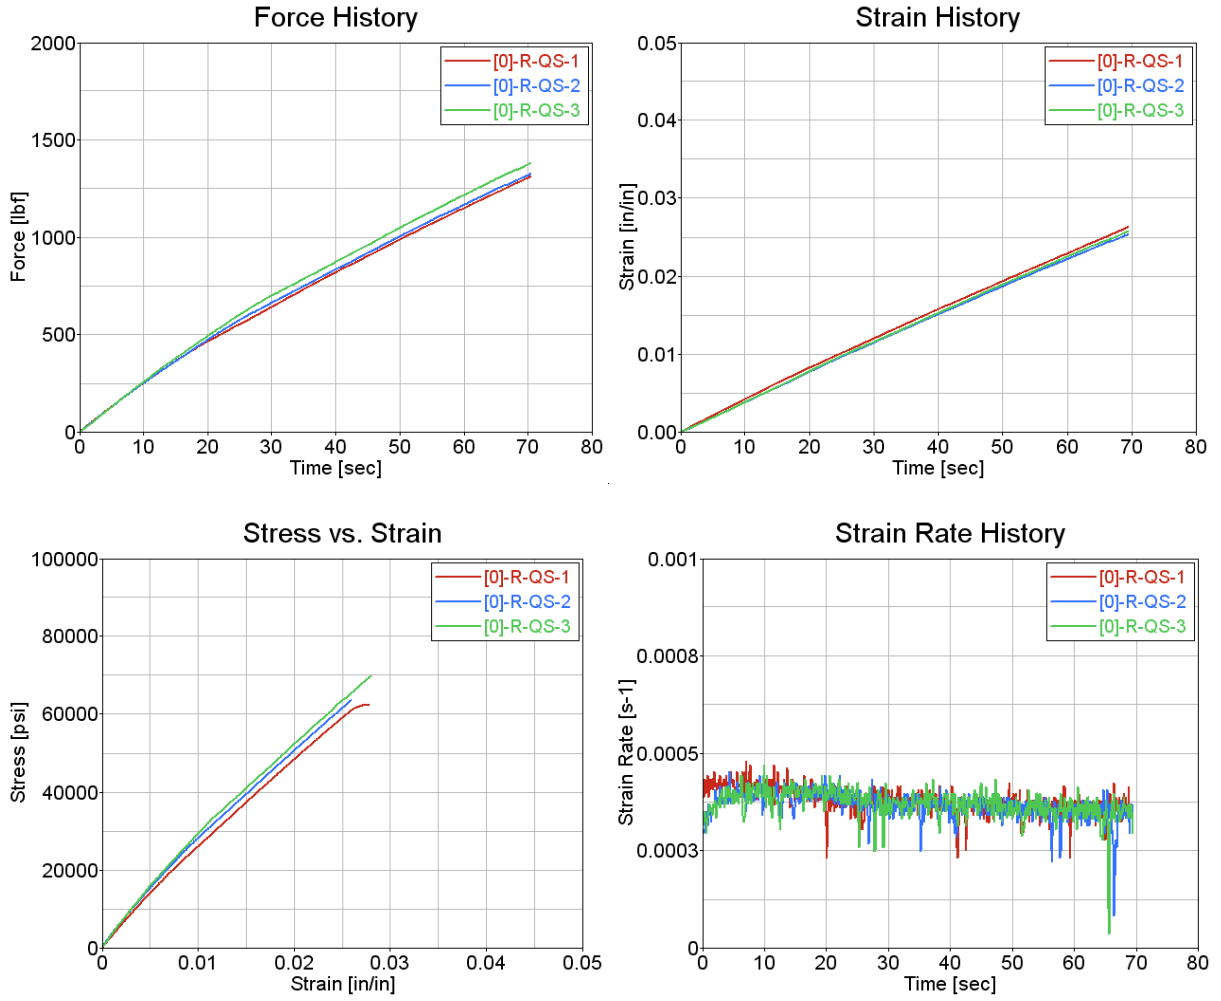 Force History
2000
1500
1000
500
0
Force [lbf]
0 10 20 30 40 50 60 70 80
Time [sec]
[0]-R-QS-1
[0]-R-QS-2
[0]-R-QS-3
Strain History
0.05
0.04
0.03
0.02
0.01
0.00
Strain [in/in]
0 10 20 30 40 50 60 70 80
Time [sec]
[0]-R-QS-1
[0]-R-QS-2
[0]-R-QS-3
Stress vs. Strain
100000
80000
60000
40000
20000
0
Stress [psi]
0 0.01 0.02 0.03 0.04 0.05
Strain [in/in]
[0]-R-QS-1
[0]-R-QS-2
[0]-R-QS-3
Strain Rate History
0.001
0.0008
0.0005
0.0003
0
Strain Rate [s-1]
0 10 20 30 40 50 60 70 80
Time [sec]
[0]-R-QS-1
[0]-R-QS-2
[0]-R-QS-3